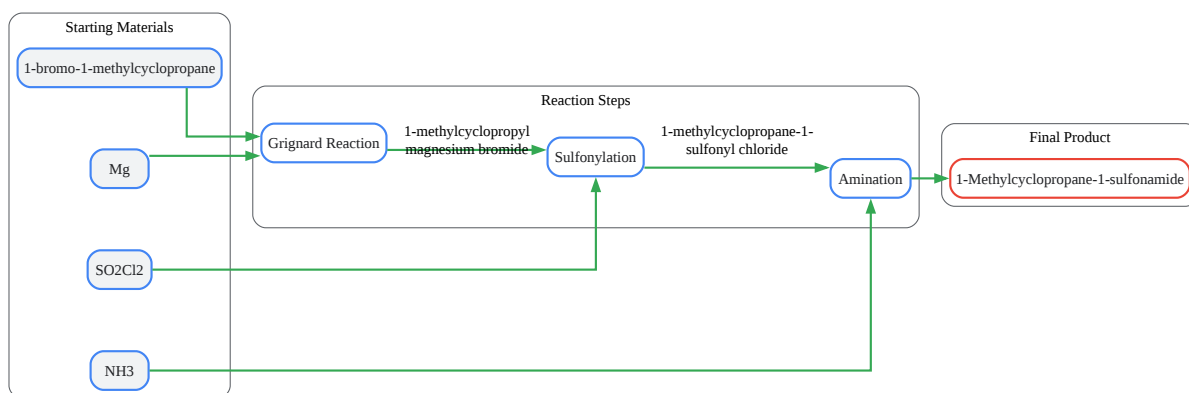 Starting Materials
1-bromo-1-methylcyclopropane
Mg
SO2Cl2
NH3
Reaction Steps
Grignard Reaction
1-methylcyclopropyl
magnesium bromide
Sulfonylation
1-methylcyclopropane-1-
sulfonyl chloride
Amination
Final Product
1-Methylcyclopropane-1-sulfonamide